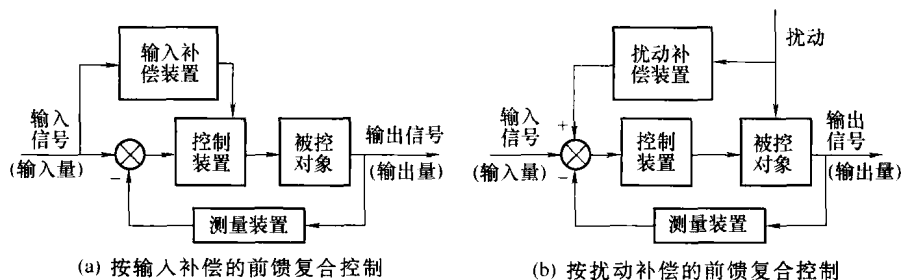 输入补
偿装置
输入
信号
(输入量)
控制
装置
被控
对象
输出信号
(输出量)
−
测量装置
(a) 按输入补偿的前馈复合控制
扰动
扰动补
偿装置
输入
信号
(输入量)
+
−
控制
装置
被控
对象
输出
信号
(输出量)
测量装置
(b) 按扰动补偿的前馈复合控制